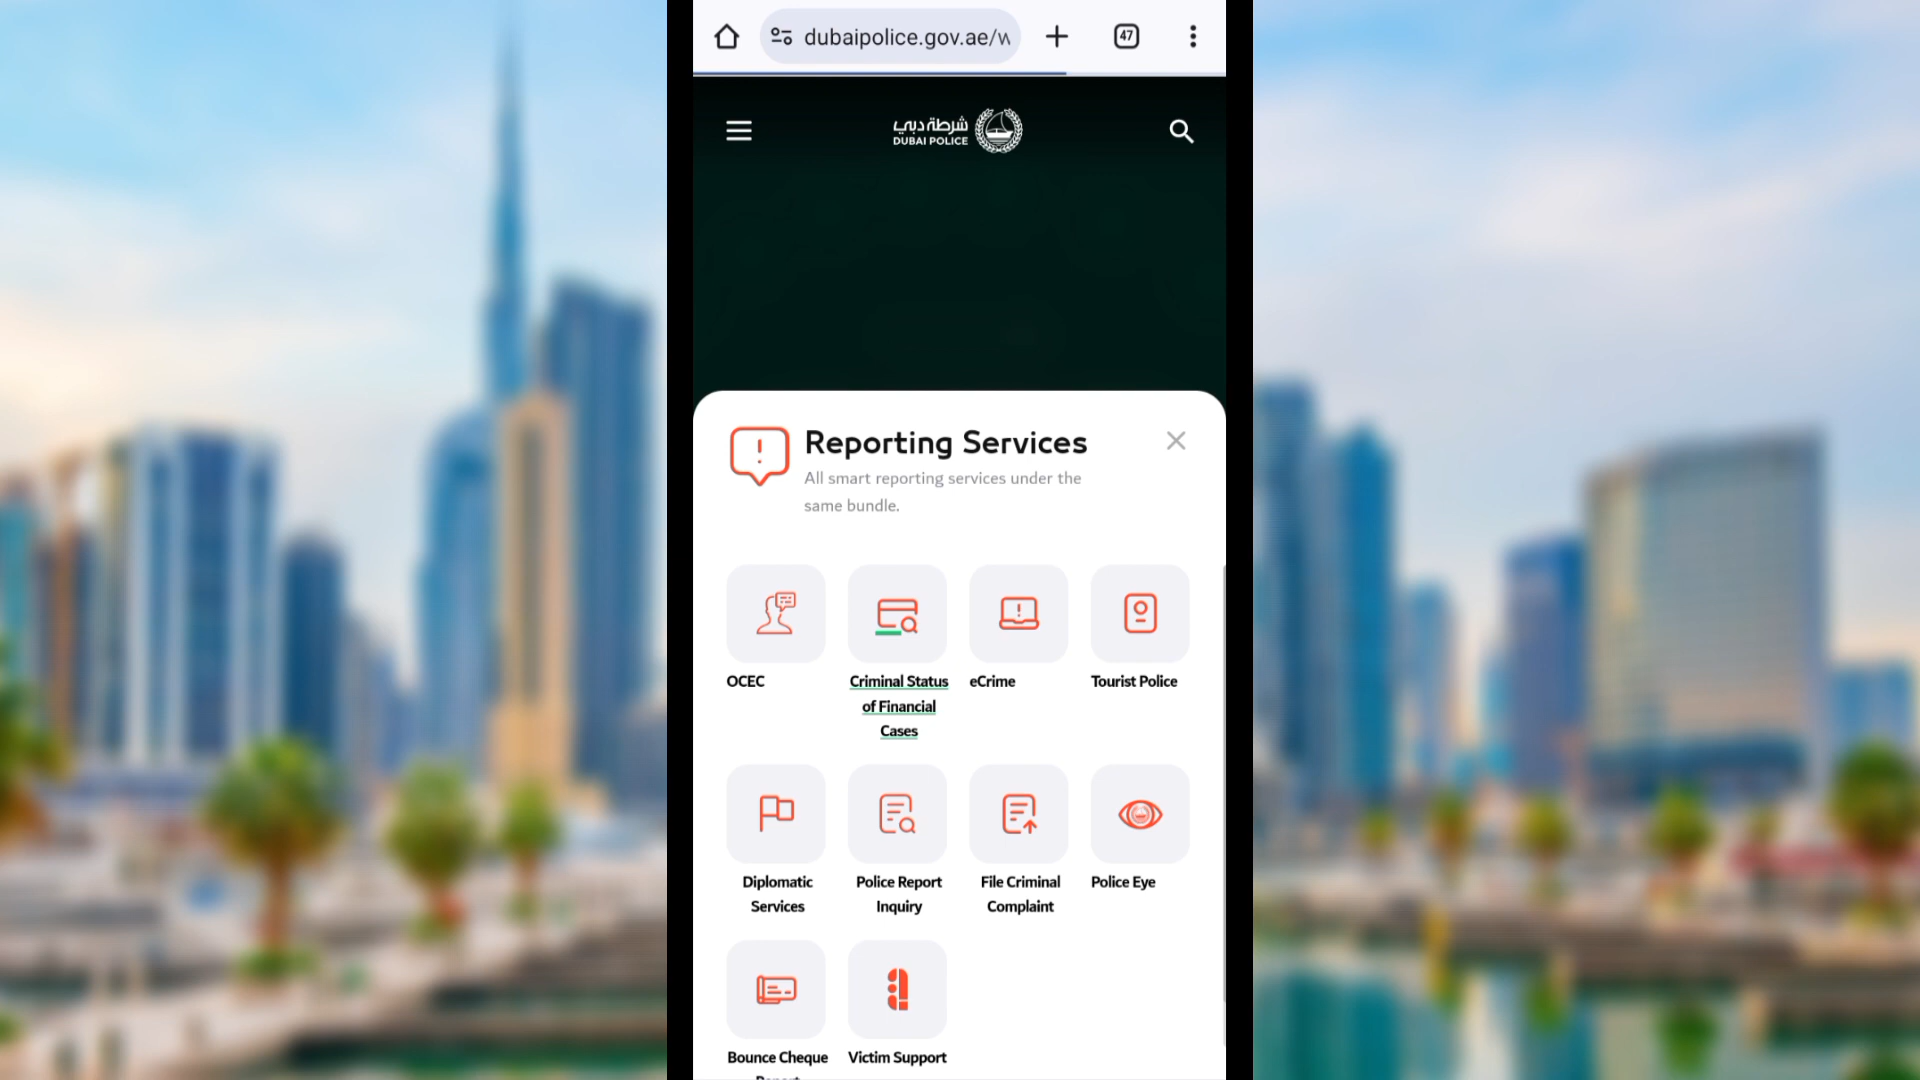 dubaipolice.gov.ae/w
47
شرطة دبي
DUBAI POLICE
Reporting Services
All smart reporting services under the
same bundle.
OCEC
Criminal Status
of Financial
Cases
eCrime
Tourist Police
Diplomatic
Services
Police Report
Inquiry
File Criminal
Complaint
Police Eye
Bounce Cheque
Victim Support